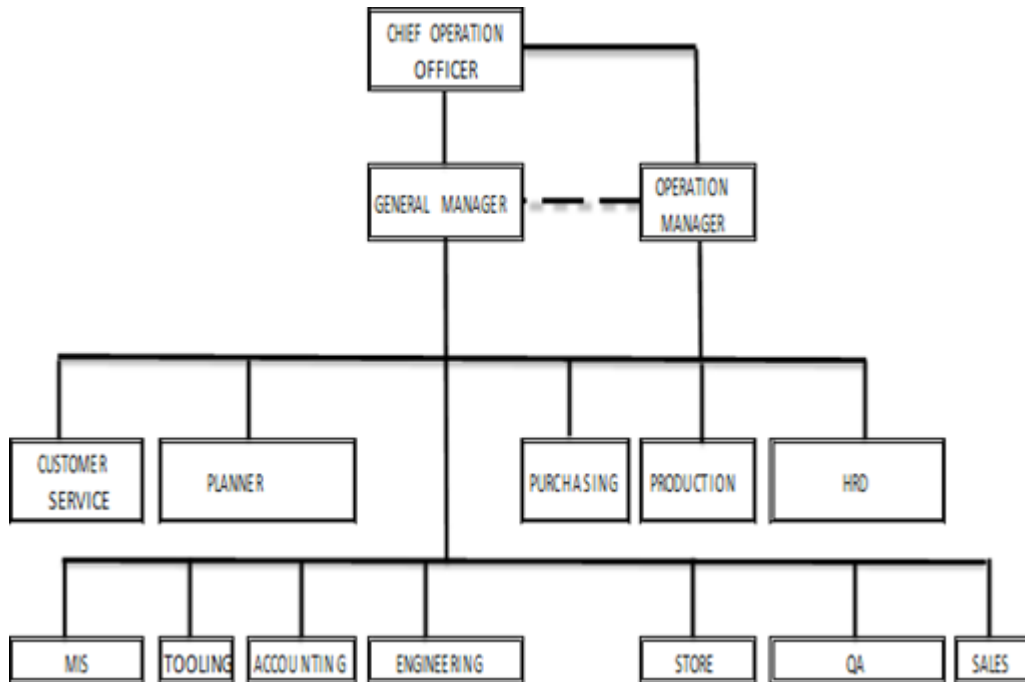 CHIEF OPERATION
OFFICER
GENERAL MANAGER
OPERATION
MANAGER
CUSTOMER
SERVICE
PLANNER
PURCHASING
PRODUCTION
HRD
MIS
TOOLING
ACCOUNTING
ENGINEERING
STORE
QA
SALES